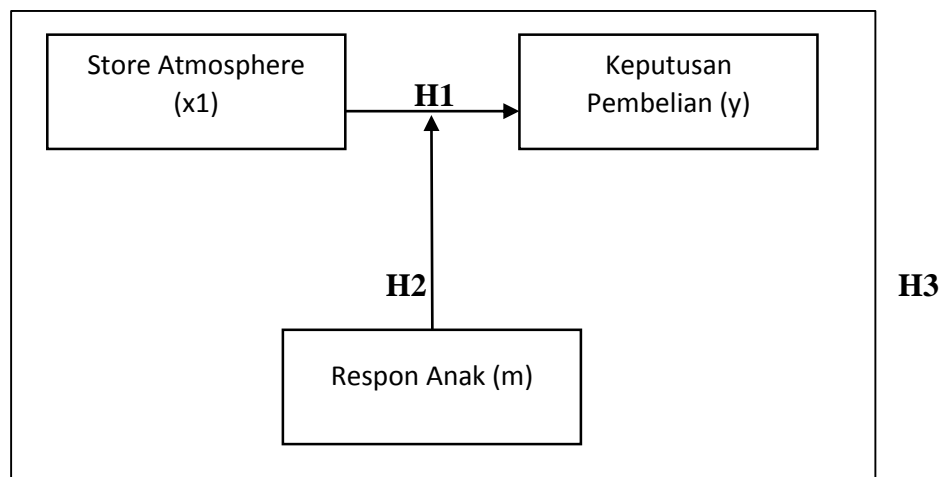 Store Atmosphere
(x1)
H1
Keputusan
Pembelian (y)
H2
H3
Respon Anak (m)